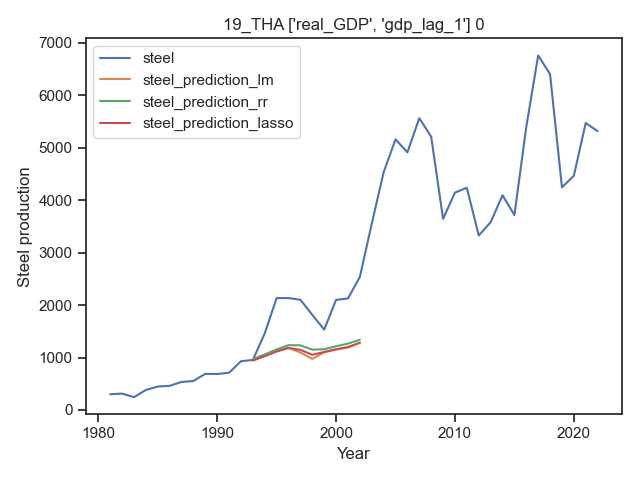 19_THA ['real_GDP', 'gdp_lag_1'] 0
7000
6000
5000
4000
3000
2000
1000
0
Steel production
steel
steel_prediction_lm
steel_prediction_rr
steel_prediction_lasso
1980
1990
2000
2010
2020
Year